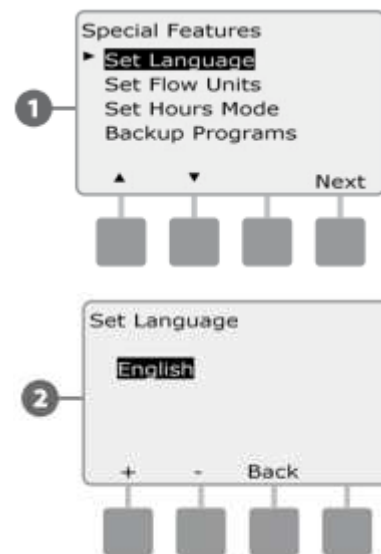 Special Features
► Set Language
Set Flow Units
Set Hours Mode
Backup Programs
▲ ▼ Next
1
Set Language
English
2
+ - Back